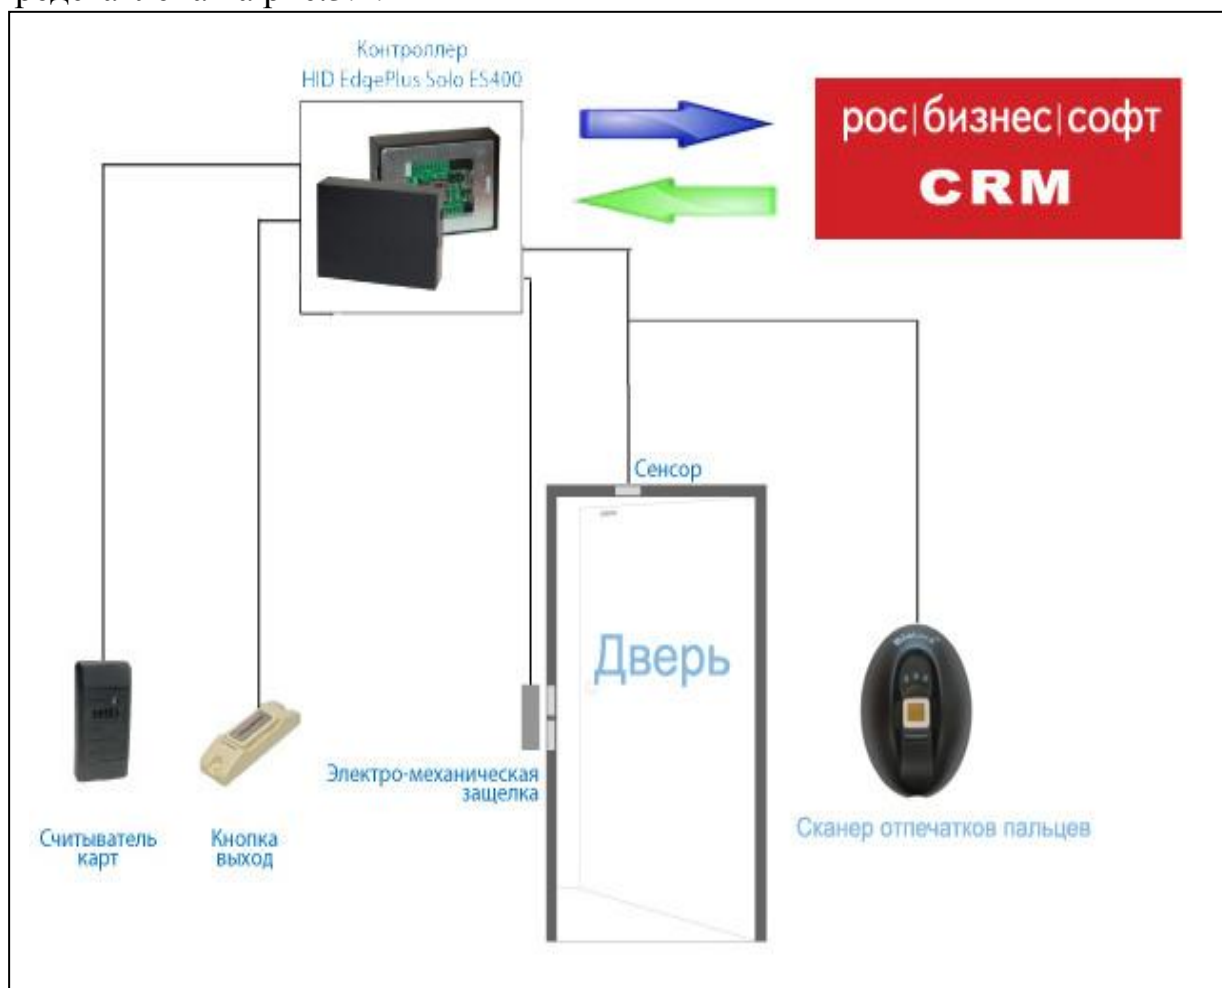 Контроллер
HID EdgePlus Solo ES400
рос|бизнес|софт
CRM
Сенсор
Дверь
Электро-механическая
защелка
Считыватель
карт
Кнопка
выход
Сканер отпечатков пальцев